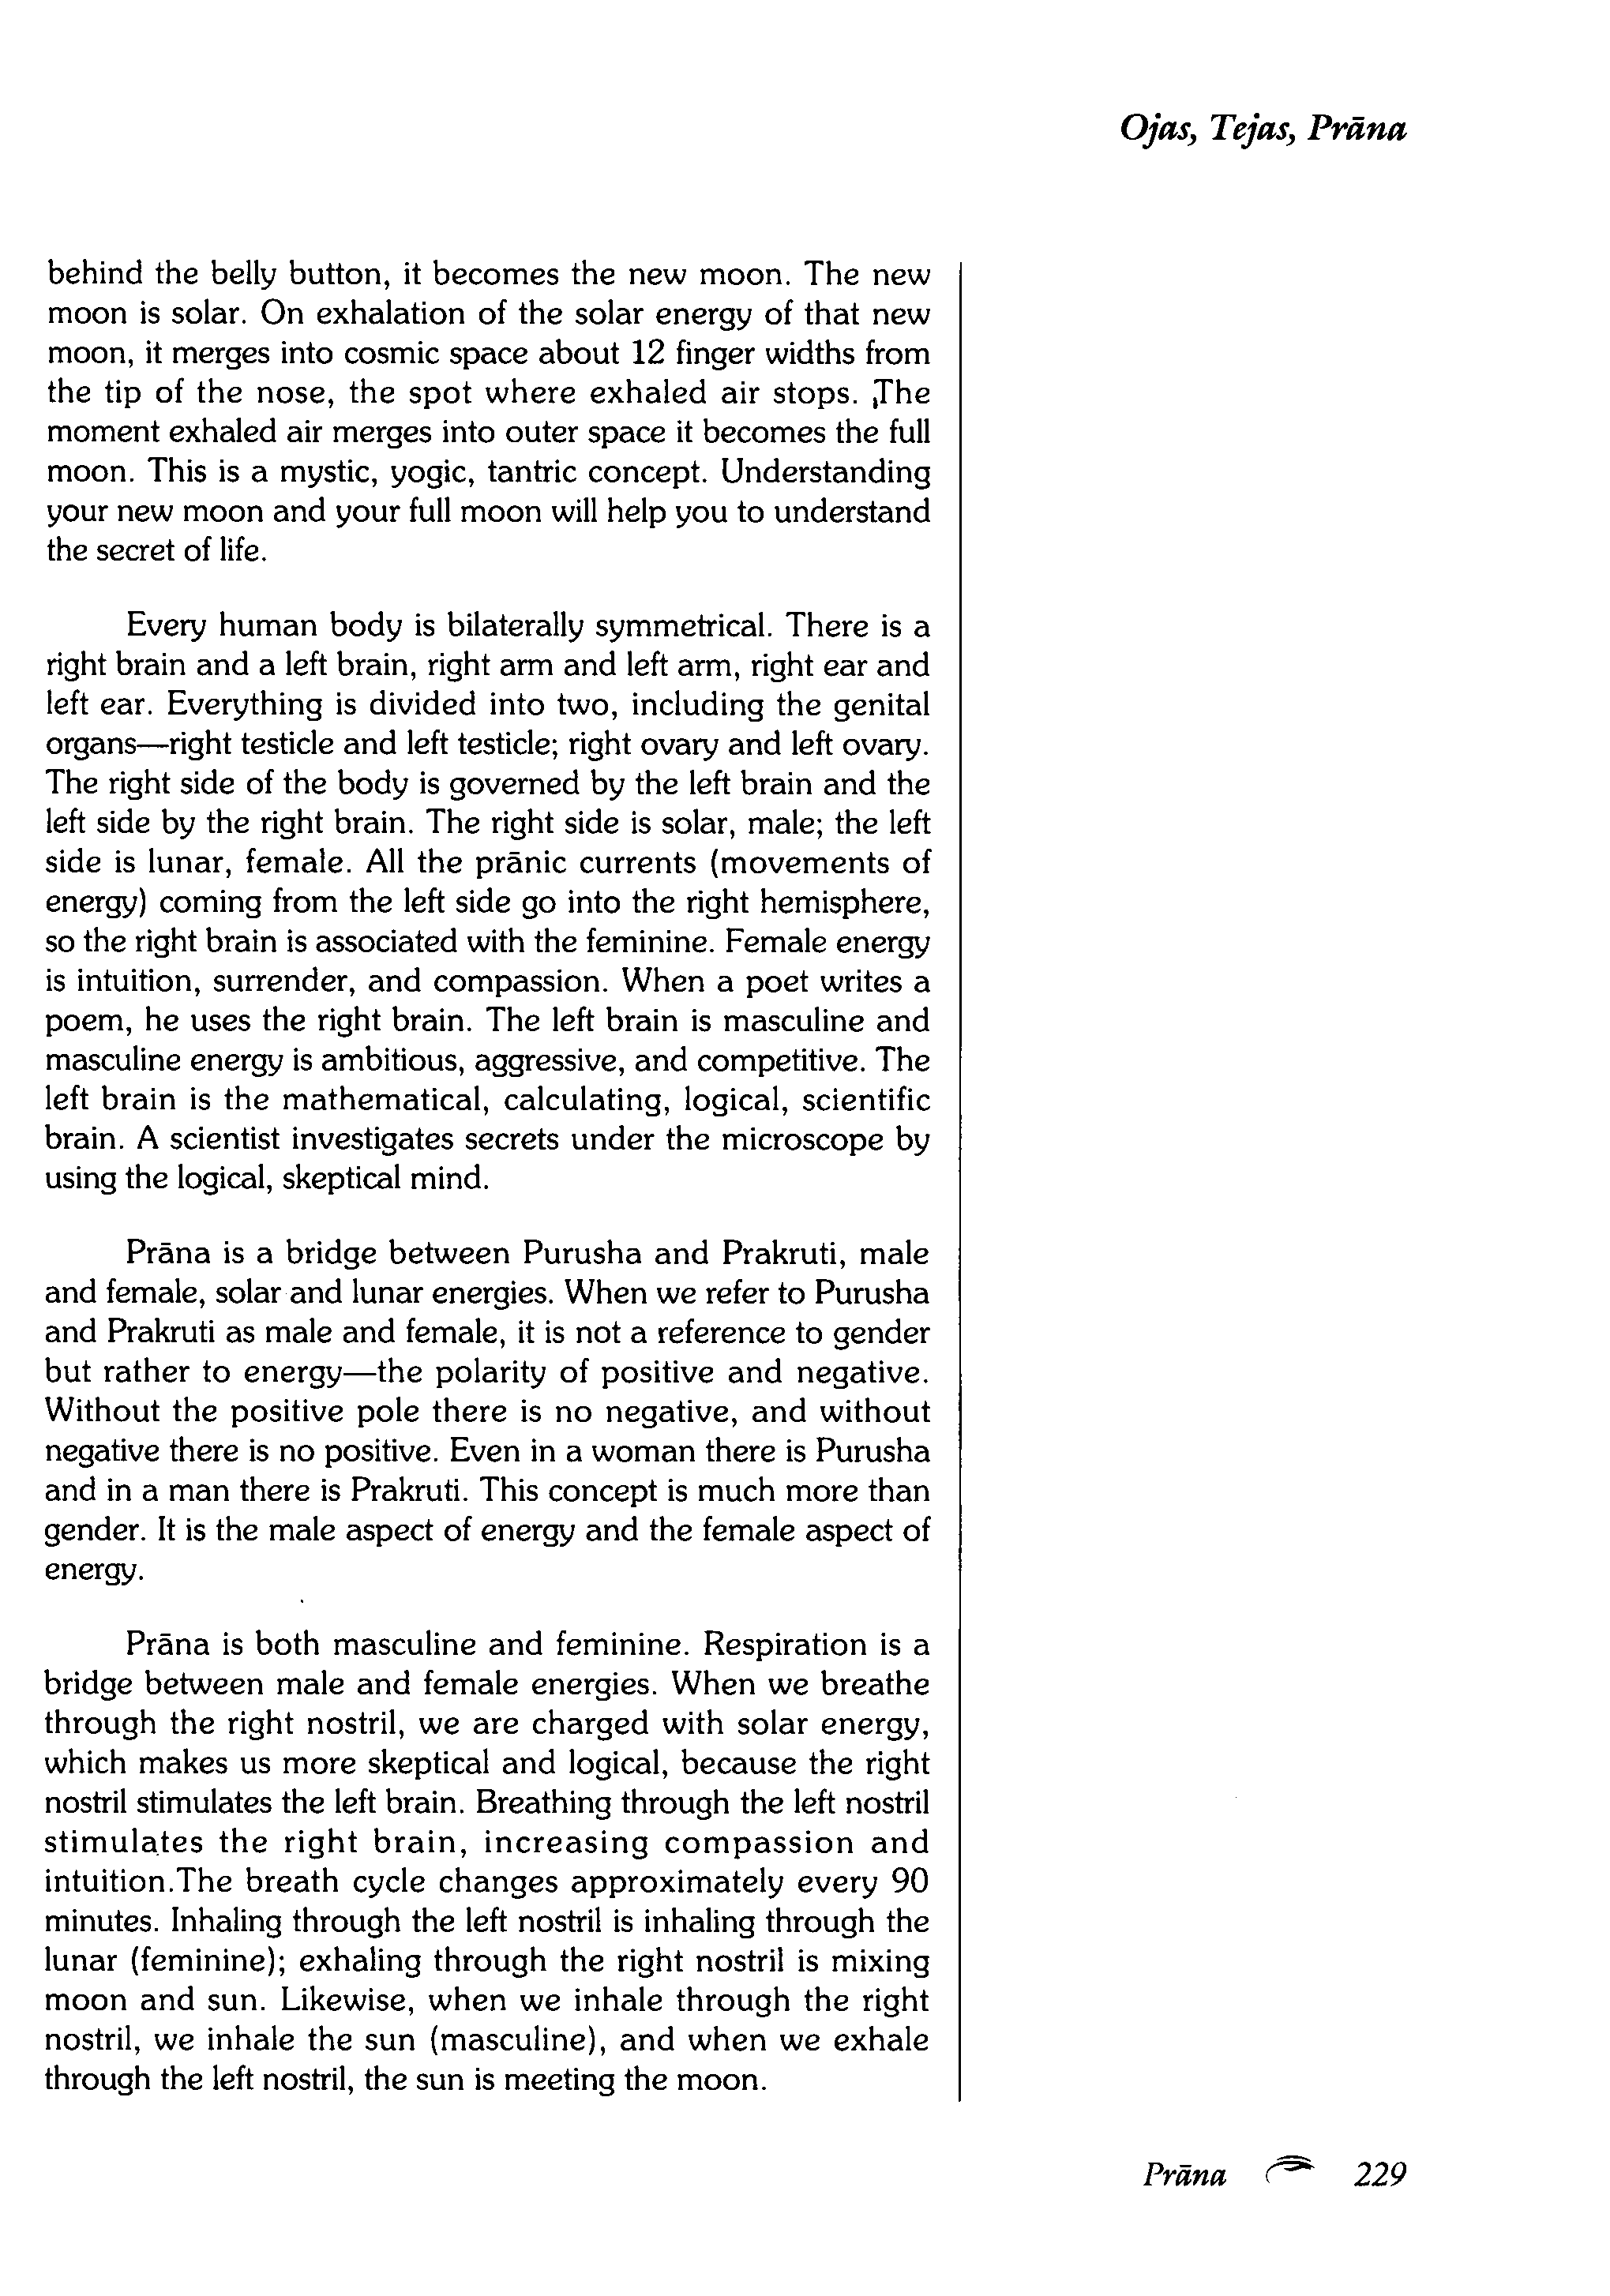 Ojas, Tejas, Prāna
behind the belly button, it becomes the new moon. The new
moon is solar. On exhalation of the solar energy of that new
moon, it merges into cosmic space about 12 finger widths from
the tip of the nose, the spot where exhaled air stops. The
moment exhaled air merges into outer space it becomes the full
moon. This is a mystic, yogic, tantric concept. Understanding
your new moon and your full moon will help you to understand
the secret of life.
Every human body is bilaterally symmetrical. There is a
right brain and a left brain, right arm and left arm, right ear and
left ear. Everything is divided into two, including the genital
organs—right testicle and left testicle; right ovary and left ovary.
The right side of the body is governed by the left brain and the
left side by the right brain. The right side is solar, male; the left
side is lunar, female. All the prānic currents (movements of
energy) coming from the left side go into the right hemisphere,
so the right brain is associated with the feminine. Female energy
is intuition, surrender, and compassion. When a poet writes a
poem, he uses the right brain. The left brain is masculine and
masculine energy is ambitious, aggressive, and competitive. The
left brain is the mathematical, calculating, logical, scientific
brain. A scientist investigates secrets under the microscope by
using the logical, skeptical mind.
Prāna is a bridge between Purusha and Prakruti, male
and female, solar and lunar energies. When we refer to Purusha
and Prakruti as male and female, it is not a reference to gender
but rather to energy—the polarity of positive and negative.
Without the positive pole there is no negative, and without
negative there is no positive. Even in a woman there is Purusha
and in a man there is Prakruti. This concept is much more than
gender. It is the male aspect of energy and the female aspect of
energy.
Prāna is both masculine and feminine. Respiration is a
bridge between male and female energies. When we breathe
through the right nostril, we are charged with solar energy,
which makes us more skeptical and logical, because the right
nostril stimulates the left brain. Breathing through the left nostril
stimulates the right brain, increasing compassion and
intuition.The breath cycle changes approximately every 90
minutes. Inhaling through the left nostril is inhaling through the
lunar (feminine); exhaling through the right nostril is mixing
moon and sun. Likewise, when we inhale through the right
nostril, we inhale the sun (masculine), and when we exhale
through the left nostril, the sun is meeting the moon.
Prāna 229